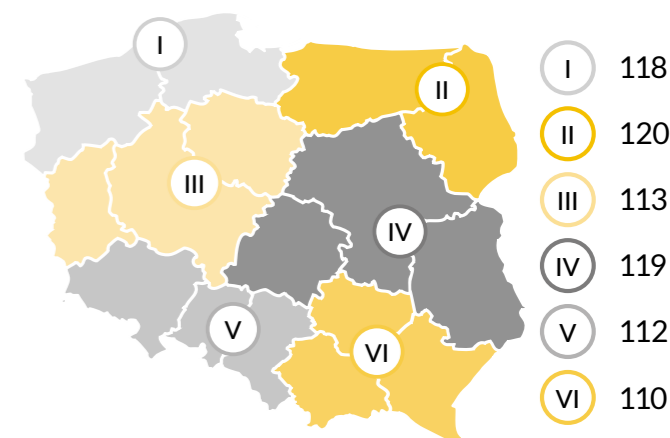 I
II
III
IV
V
VI
I 118
II 120
III 113
IV 119
V 112
VI 110